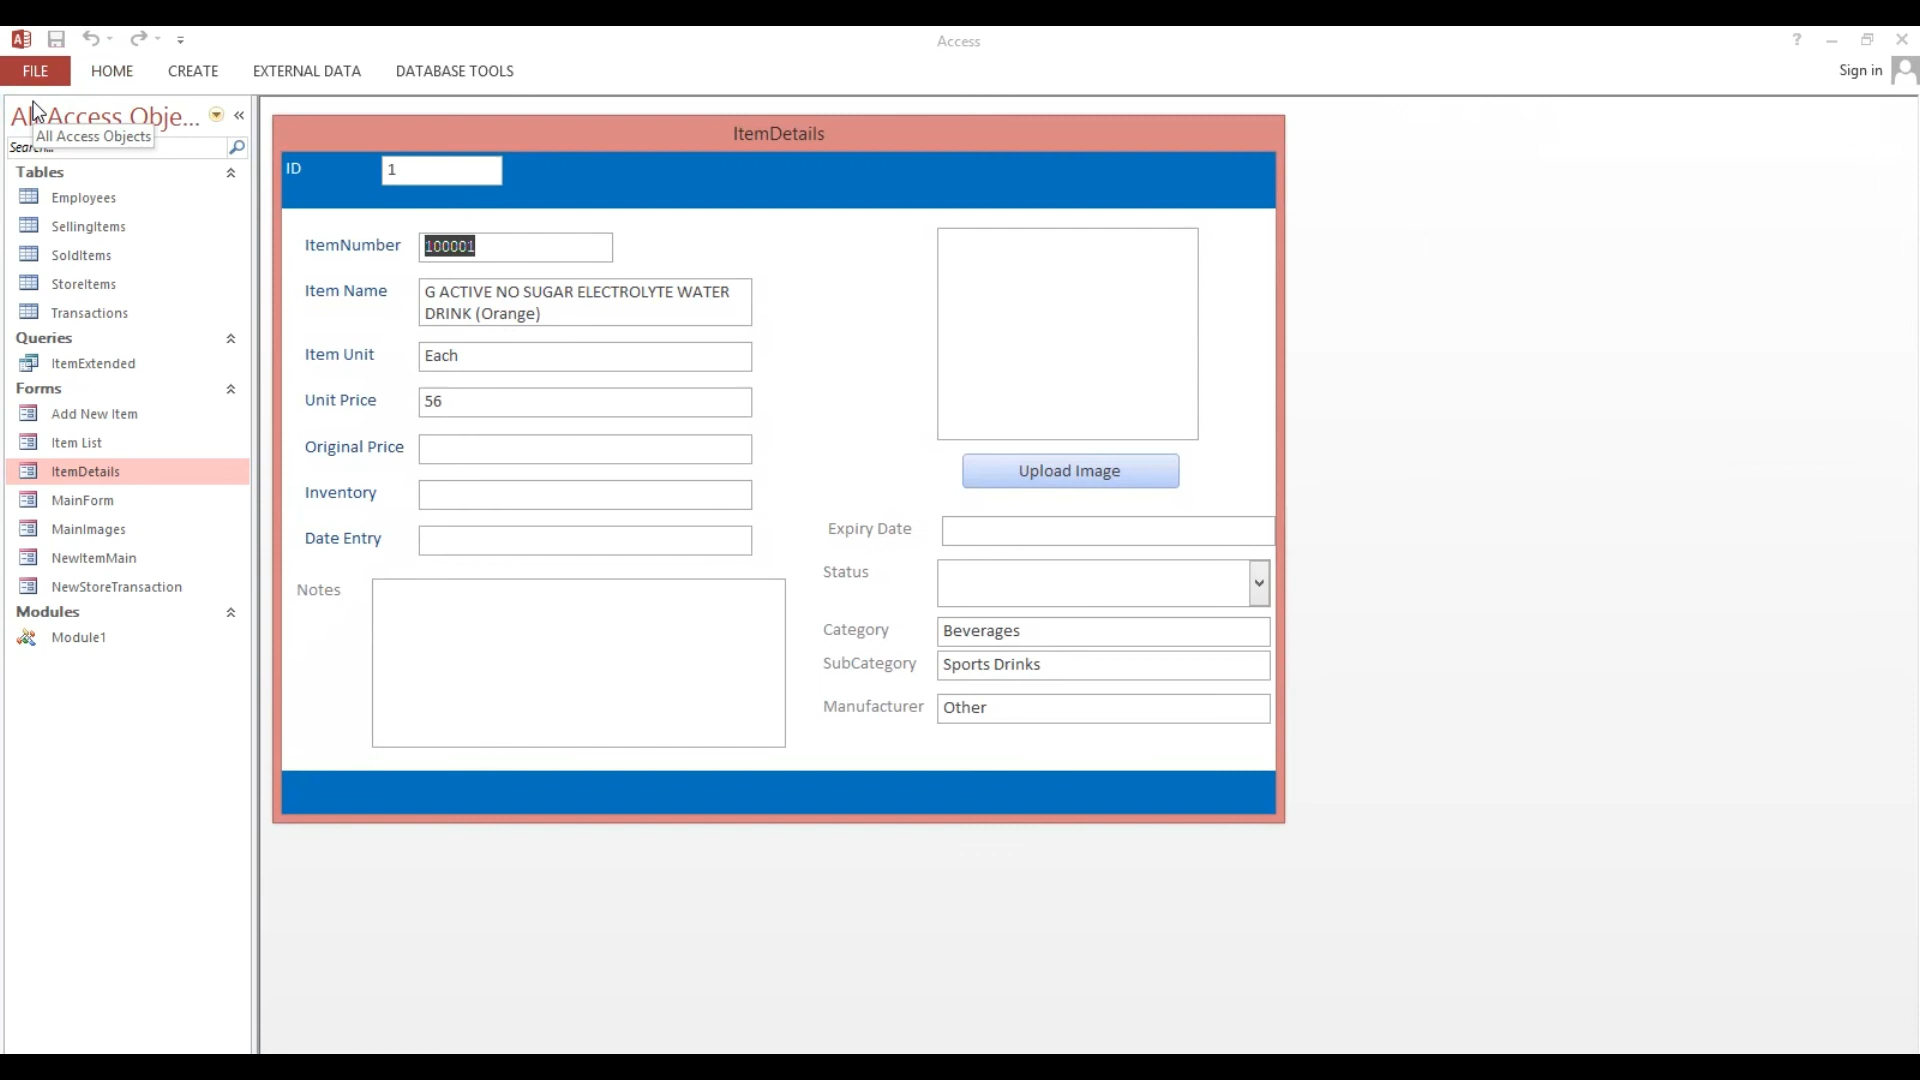 Access
?
FILE
HOME
CREATE
EXTERNAL DATA
DATABASE TOOLS
Sign in
All Access Obje... «
All Access Objects
Search...
Tables
Employees
SellingItems
SoldItems
StoreItems
Transactions
Queries
ItemExtended
Forms
Add New Item
Item List
ItemDetails
MainForm
MainImages
NewItemMain
NewStoreTransaction
Modules
Module1
ItemDetails
ID 1
ItemNumber 100001
Item Name G ACTIVE NO SUGAR ELECTROLYTE WATER
DRINK (Orange)
Item Unit Each
Unit Price 56
Original Price
Inventory
Date Entry
Notes
Upload Image
Expiry Date
Status
Category Beverages
SubCategory Sports Drinks
Manufacturer Other